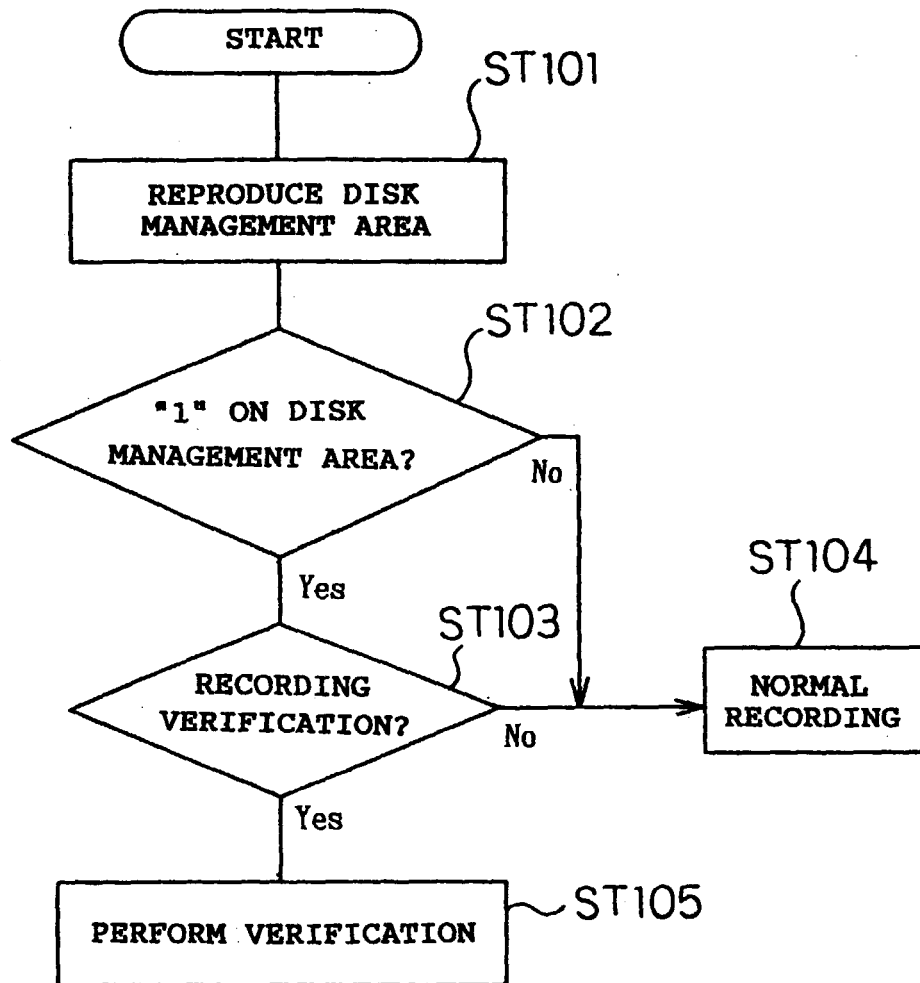 START
ST101
REPRODUCE DISK
MANAGEMENT AREA
ST102
"1" ON DISK
MANAGEMENT AREA?
No
Yes
ST103
RECORDING
VERIFICATION?
No
Yes
ST104
NORMAL
RECORDING
ST105
PERFORM VERIFICATION